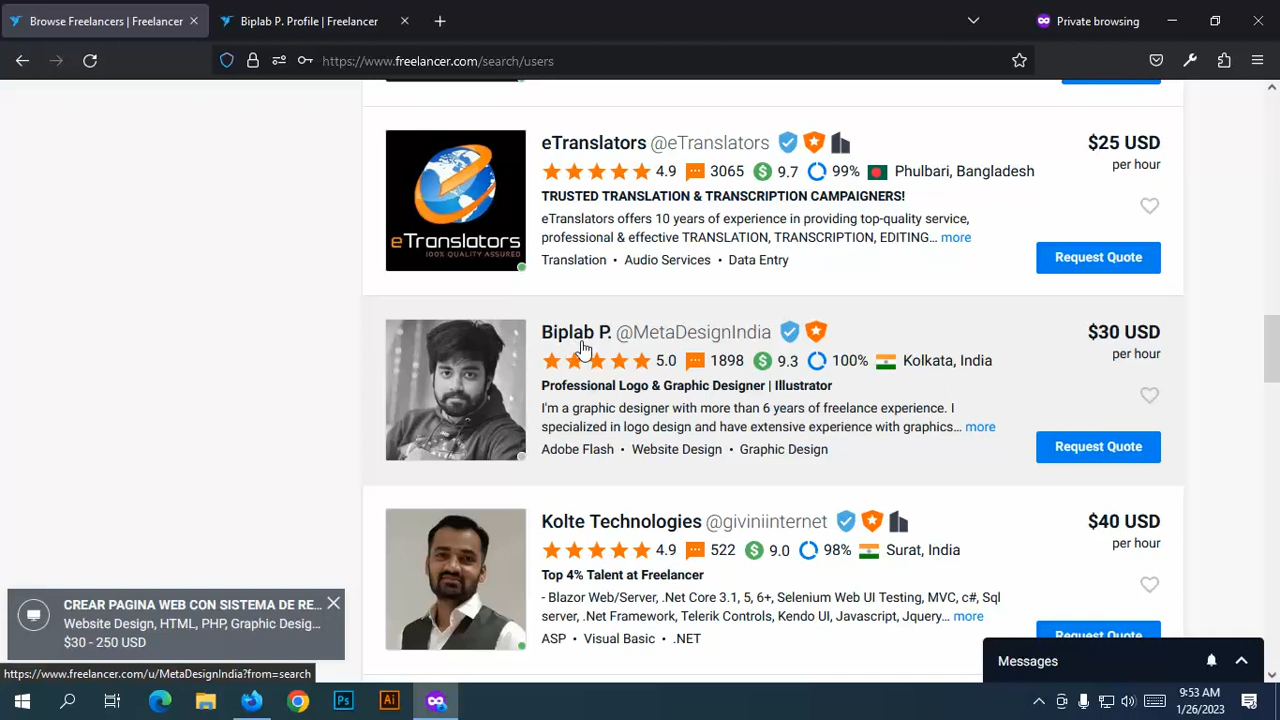 Browse Freelancers | Freelancer
Biplab P. Profile | Freelancer
Private browsing
https://www.freelancer.com/search/users
eTranslators @eTranslators
$25 USD
4.9 3065 9.7 99% Phulbari, Bangladesh
per hour
TRUSTED TRANSLATION & TRANSCRIPTION CAMPAIGNERS!
eTranslators offers 10 years of experience in providing top-quality service,
professional & effective TRANSLATION, TRANSCRIPTION, EDITING... more
Translation • Audio Services • Data Entry
Request Quote
eTranslators
100% QUALITY ASSURED
Biplab P. @MetaDesignIndia
$30 USD
5.0 1898 9.3 100% Kolkata, India
per hour
Professional Logo & Graphic Designer | Illustrator
I'm a graphic designer with more than 6 years of freelance experience. I
specialized in logo design and have extensive experience with graphics... more
Adobe Flash • Website Design • Graphic Design
Request Quote
Kolte Technologies @giviniinternet
$40 USD
4.9 522 9.0 98% Surat, India
per hour
Top 4% Talent at Freelancer
- Blazor Web/Server, .Net Core 3.1, 5, 6+, Selenium Web UI Testing, MVC, c#, Sql
server, .Net Framework, Telerik Controls, Kendo UI, Javascript, Jquery... more
ASP • Visual Basic • .NET
Request Quote
CREAR PAGINA WEB CON SISTEMA DE RE...
Website Design, HTML, PHP, Graphic Desig...
$30 - 250 USD
Messages
https://www.freelancer.com/u/MetaDesignIndia?from=search
Ps
Ai
9:53 AM
1/26/2023